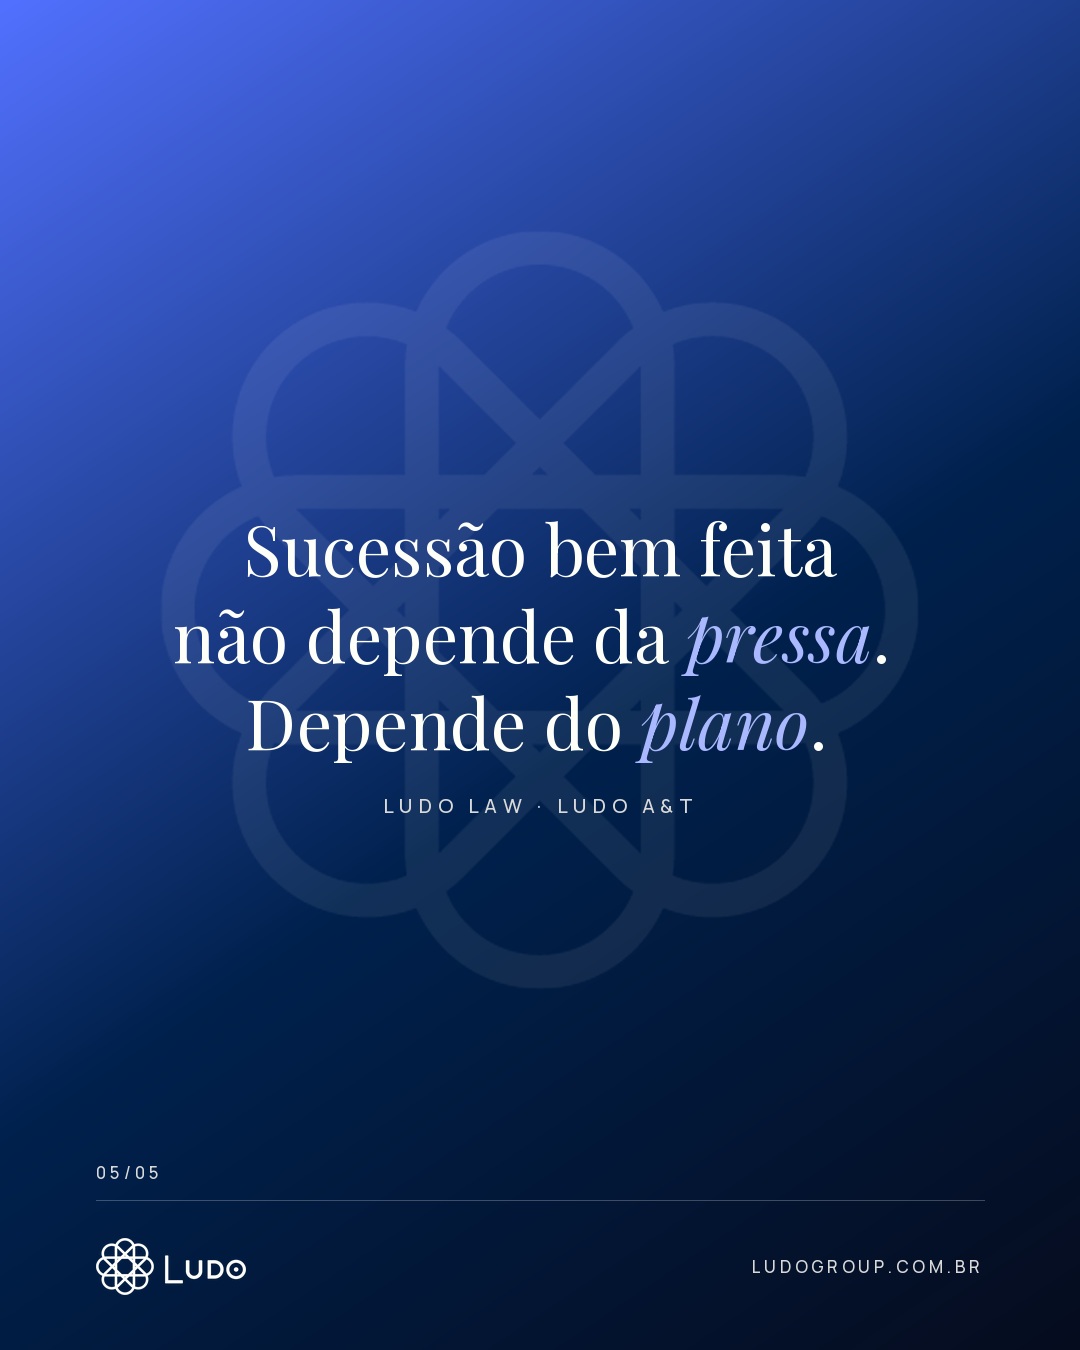 Sucessão bem feita
não depende da pressa.
Depende do plano.
LUDO LAW · LUDO A&T
05/05
LUDO
LUDOGROUP.COM.BR